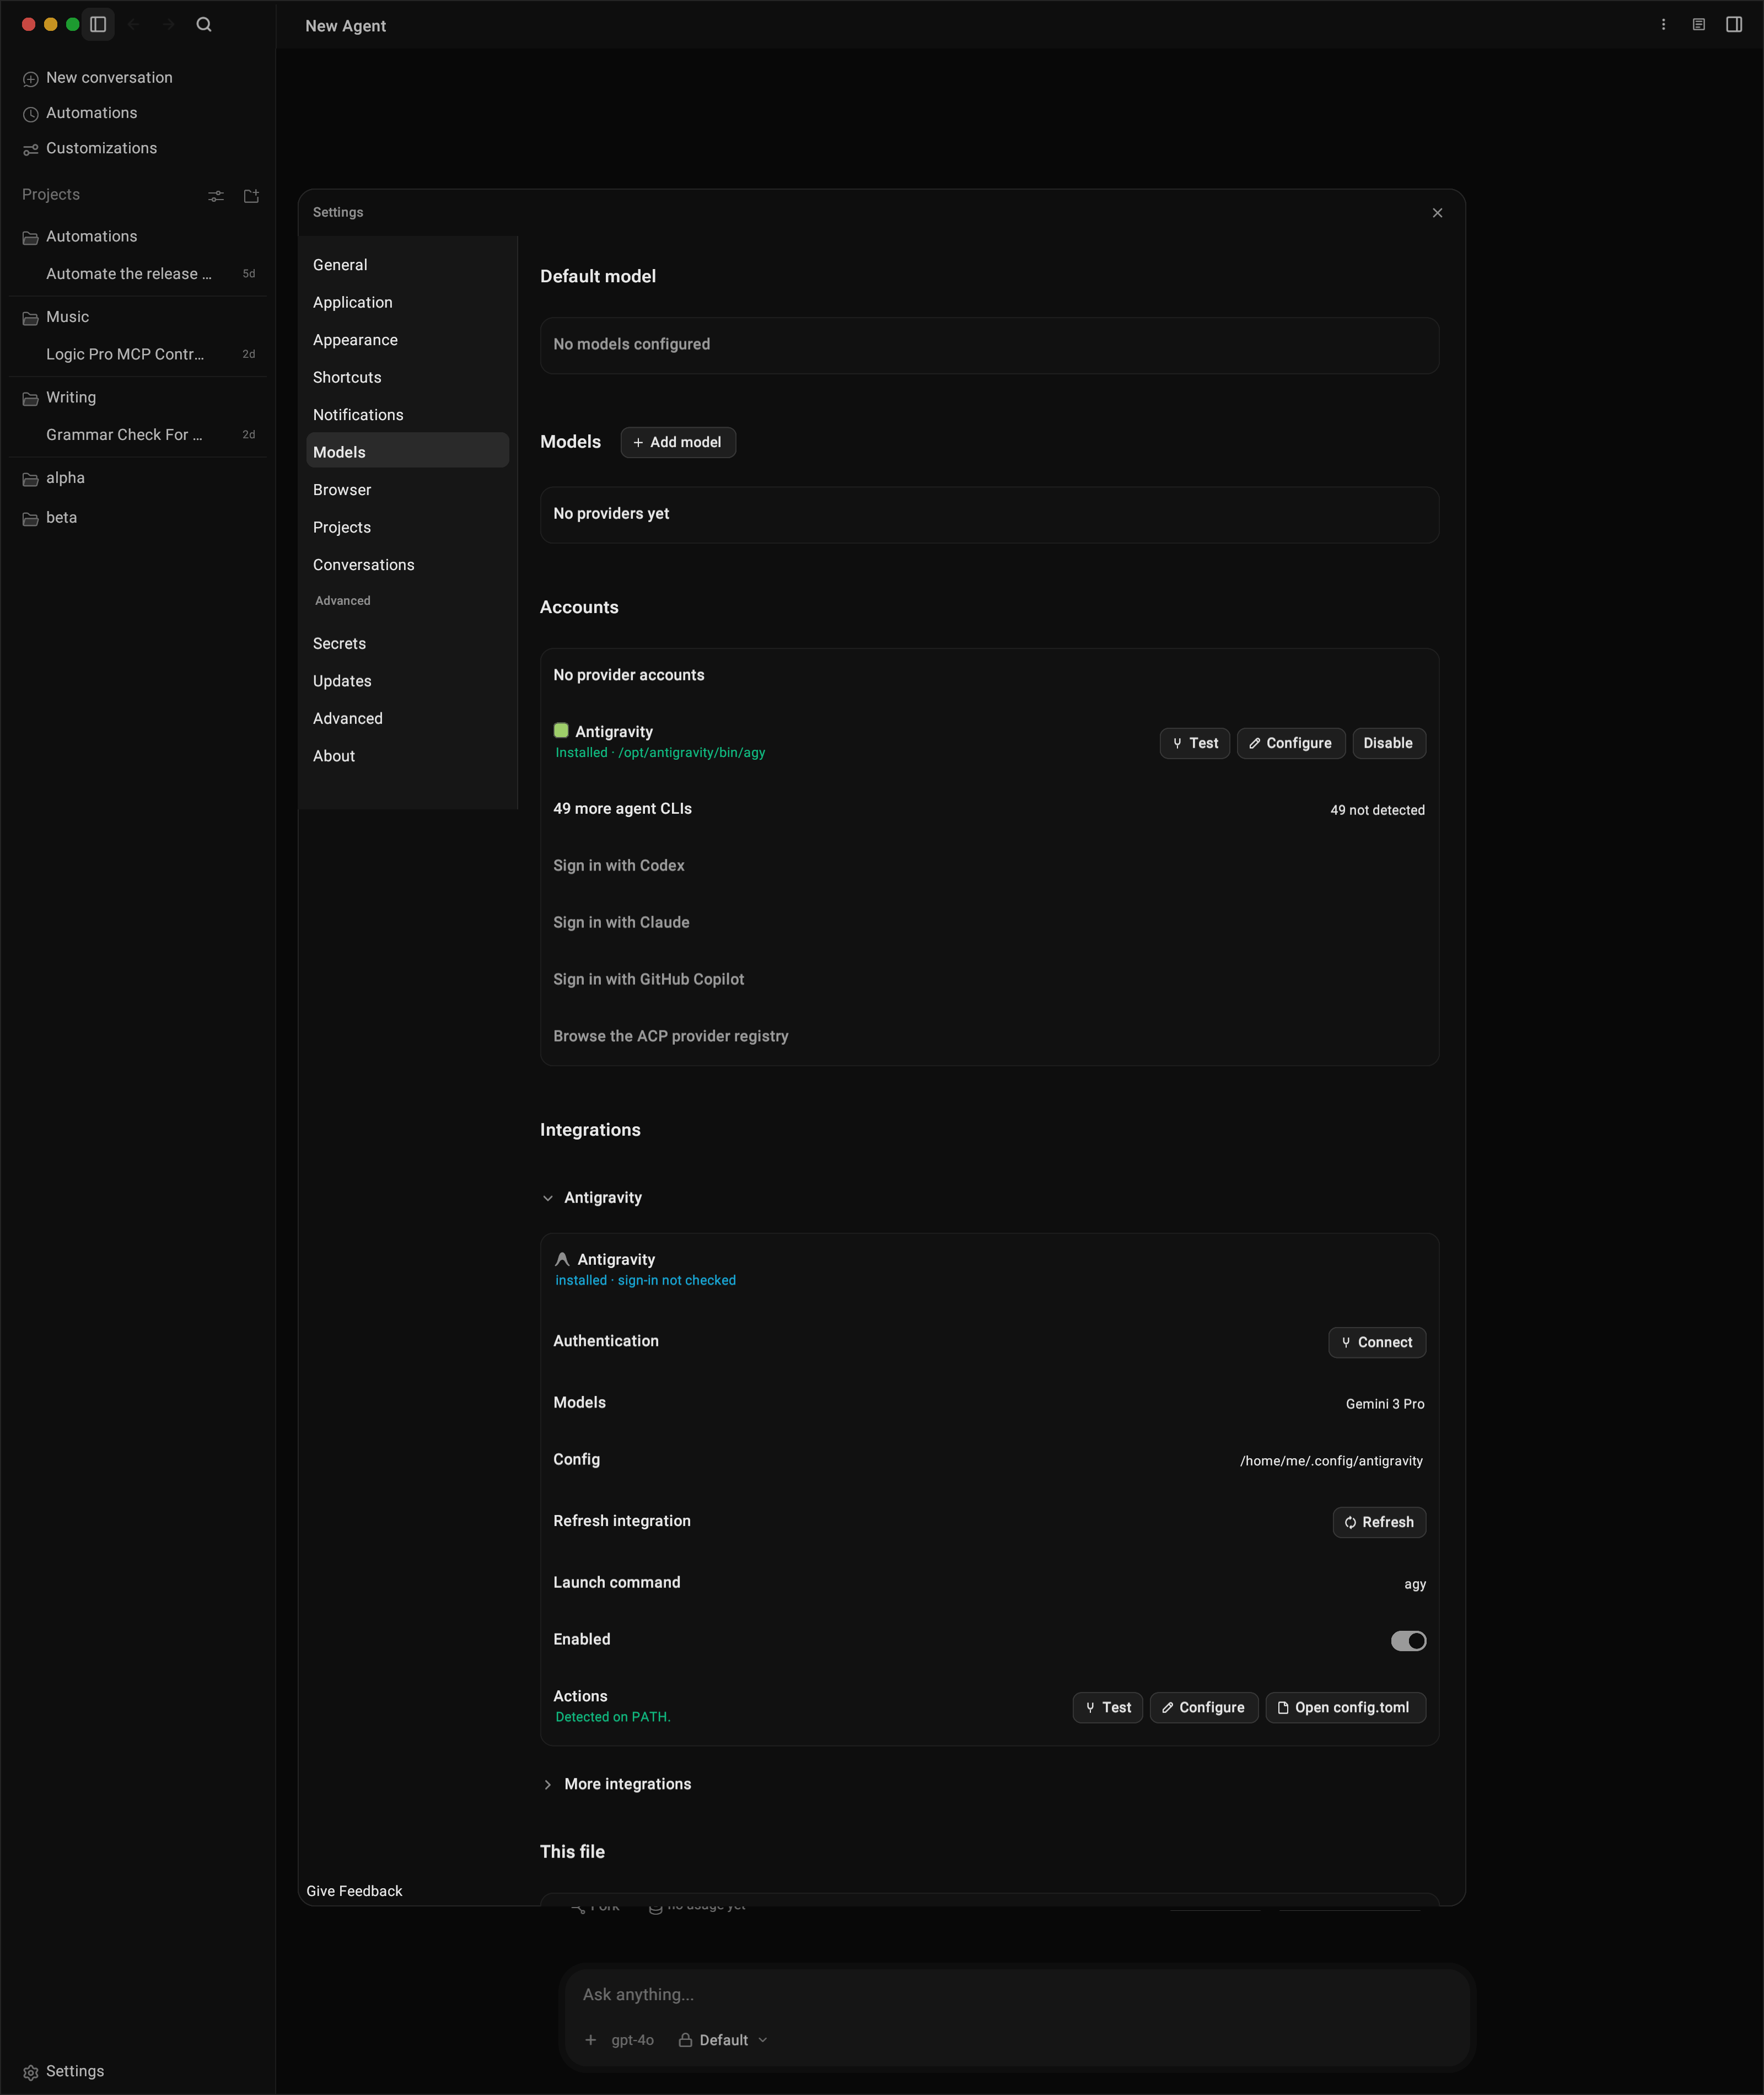 New Agent
New conversation
Automations
Customizations
Projects
Automations
Automate the release ... 5d
Music
Logic Pro MCP Contr... 2d
Writing
Grammar Check For ... 2d
alpha
beta
Settings
Settings
General
Application
Appearance
Shortcuts
Notifications
Models
Browser
Projects
Conversations
Advanced
Secrets
Updates
Advanced
About
Give Feedback
Default model
No models configured
Models + Add model
No providers yet
Accounts
No provider accounts
Antigravity
Installed · /opt/antigravity/bin/agy
Test Configure Disable
49 more agent CLIs 49 not detected
Sign in with Codex
Sign in with Claude
Sign in with GitHub Copilot
Browse the ACP provider registry
Integrations
Antigravity
Antigravity
installed · sign-in not checked
Authentication Connect
Models Gemini 3 Pro
Config /home/me/.config/antigravity
Refresh integration Refresh
Launch command agy
Enabled
Actions
Detected on PATH.
Test Configure Open config.toml
More integrations
This file
Fork no usage yet
Ask anything...
+ gpt-4o Default